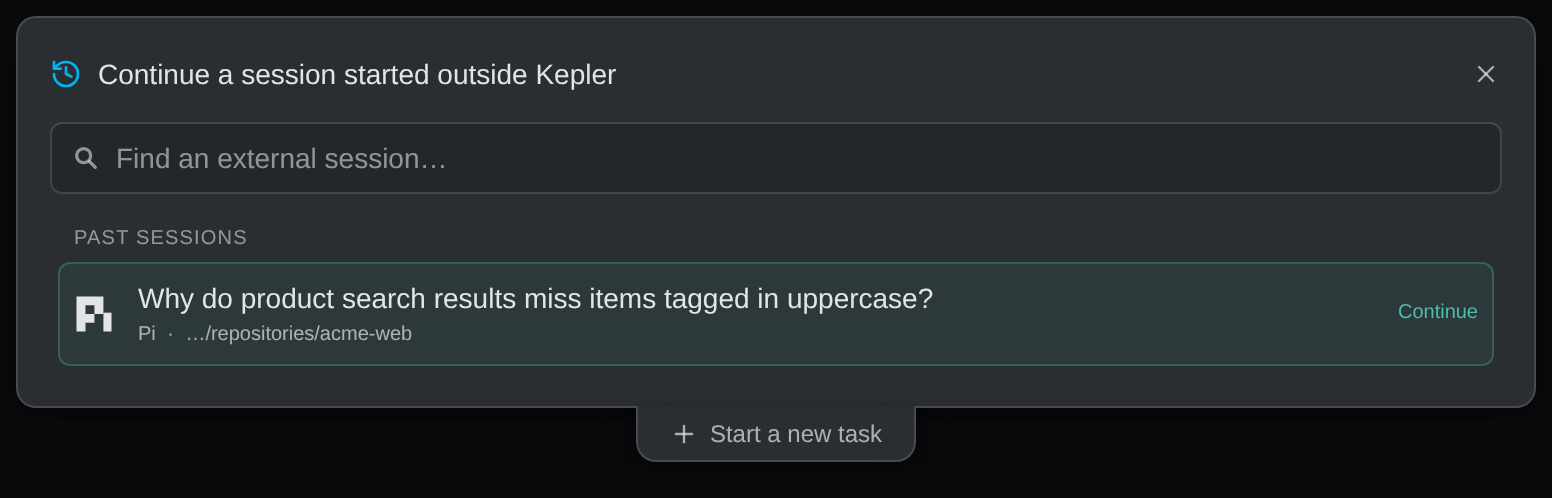 Continue a session started outside Kepler
Find an external session…
PAST SESSIONS
Why do product search results miss items tagged in uppercase?
Pi · …/repositories/acme-web
Continue
Start a new task